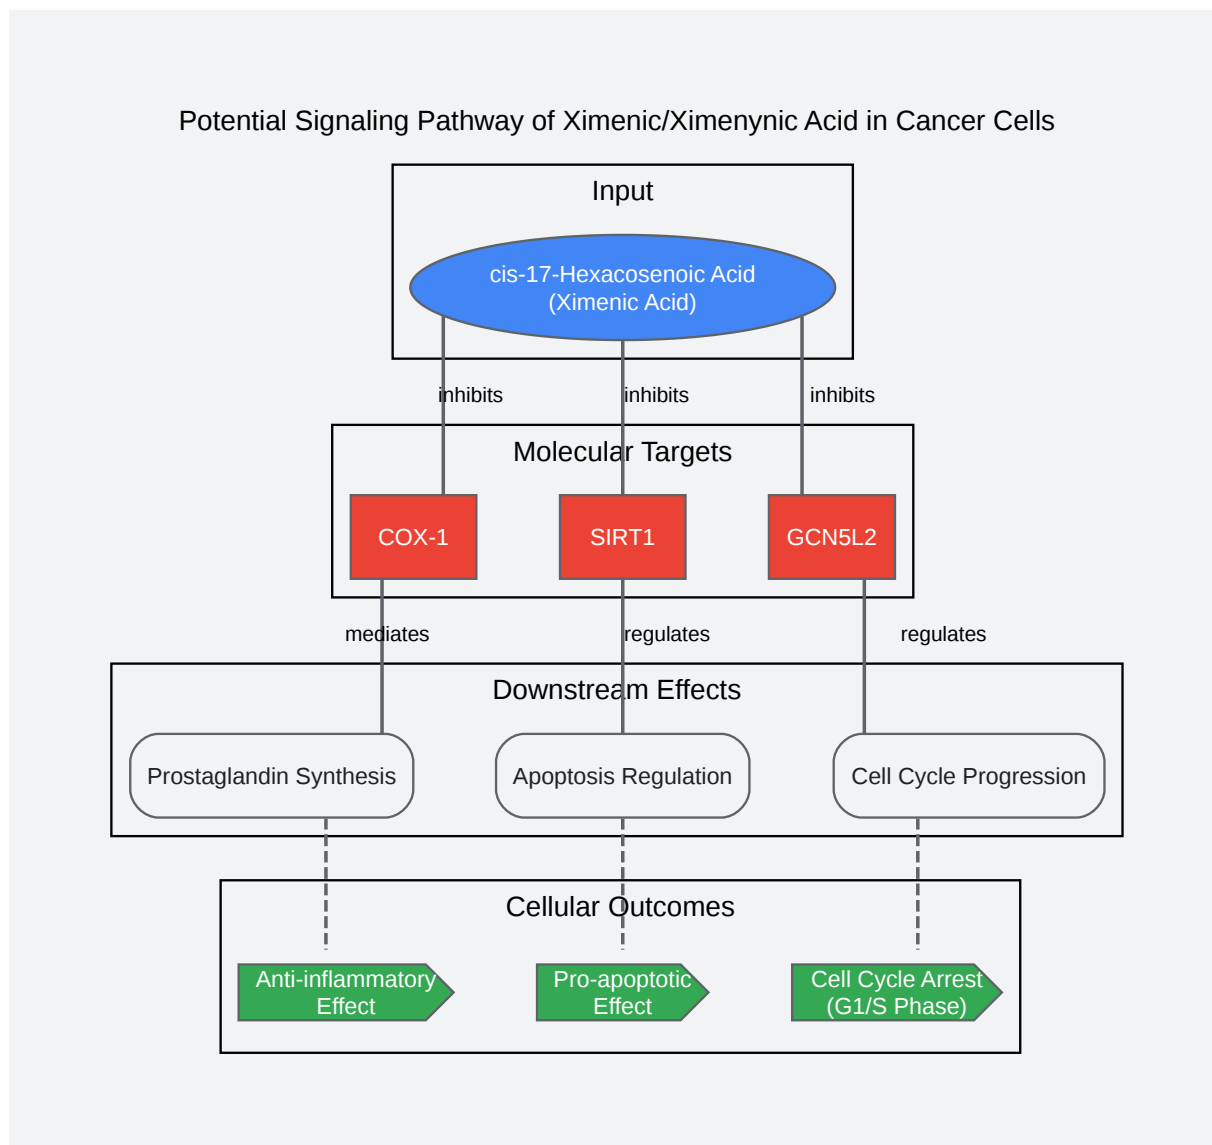 Potential Signaling Pathway of Ximenic/Ximenynic Acid in Cancer Cells
Input
cis-17-Hexacosenoic Acid
(Ximenic Acid)
inhibits
inhibits
inhibits
Molecular Targets
COX-1
SIRT1
GCN5L2
mediates
regulates
regulates
Downstream Effects
Prostaglandin Synthesis
Apoptosis Regulation
Cell Cycle Progression
Cellular Outcomes
Anti-inflammatory
Effect
Pro-apoptotic
Effect
Cell Cycle Arrest
(G1/S Phase)